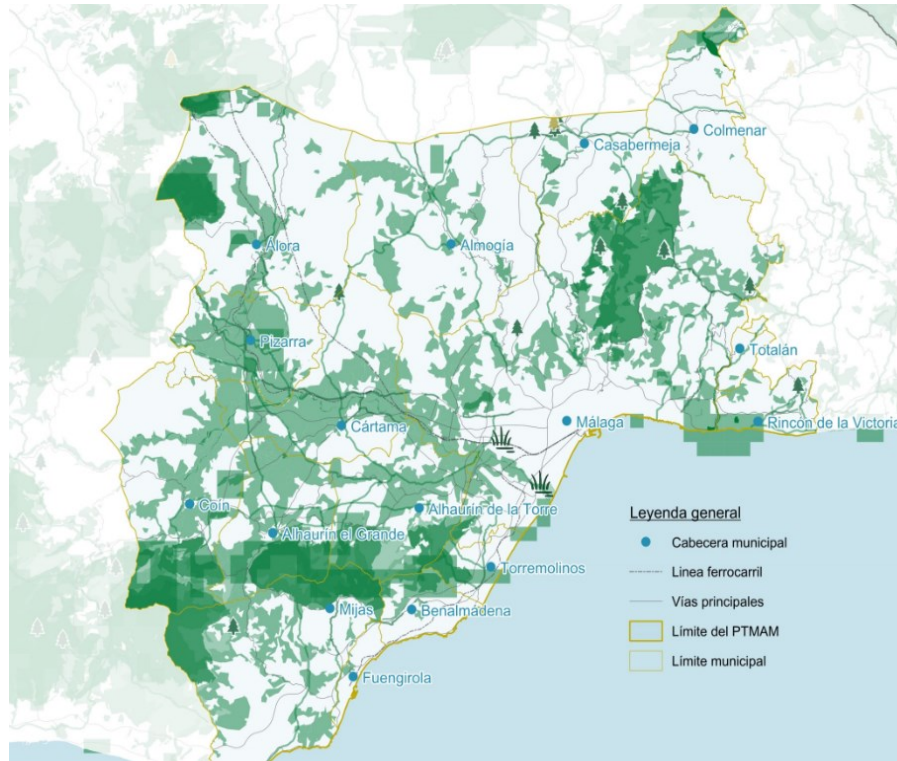 Colmenar
Casabermeja
Álora
Almogía
Pizarra
Totalán
Cártama
Málaga
Rincón de la Victoria
Coín
Alhaurín de la Torre
Alhaurín el Grande
Torremolinos
Mijas
Benalmádena
Fuengirola
Leyenda general
Cabecera municipal
Linea ferrocarril
Vías principales
Límite del PTMAM
Límite municipal